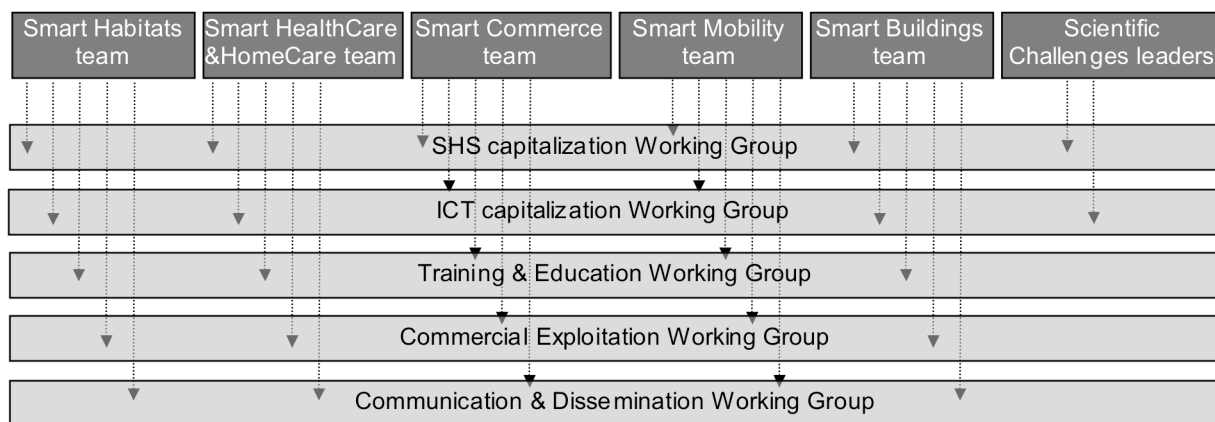 Smart Habitats
team
Smart HealthCare
&HomeCare team
Smart Commerce
team
Smart Mobility
team
Smart Buildings
team
Scientific
Challenges leaders
SHS capitalization Working Group
ICT capitalization Working Group
Training & Education Working Group
Commercial Exploitation Working Group
Communication & Dissemination Working Group